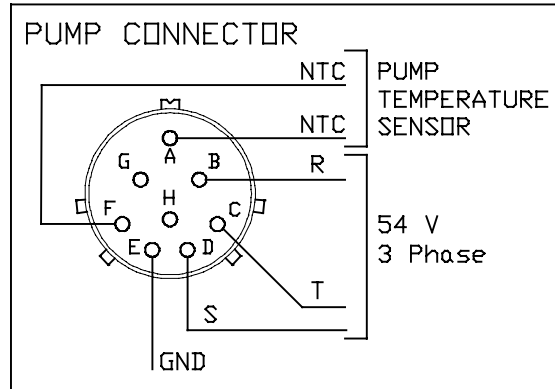 PUMP CONNECTOR
NTC
PUMP
TEMPERATURE
SENSOR
NTC
A
R
G
B
H
F
C
54 V
3 Phase
E
D
T
S
GND